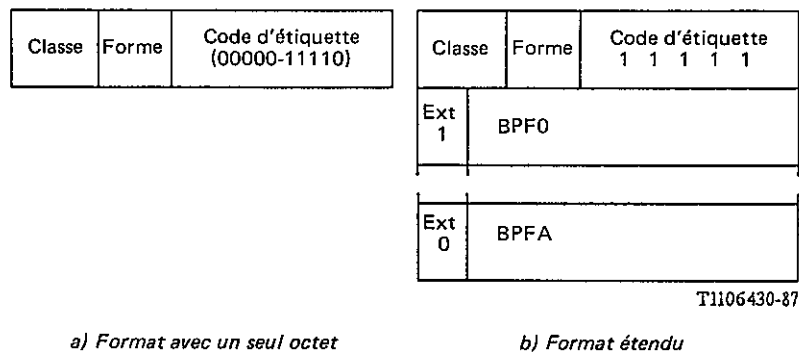 Classe Forme Code d'étiquette
(00000-11110)
Classe Forme Code d'étiquette
1 1 1 1 1
Ext
1
BPF0
Ext
0
BPFA
T1106430-87
a) Format avec un seul octet
b) Format étendu